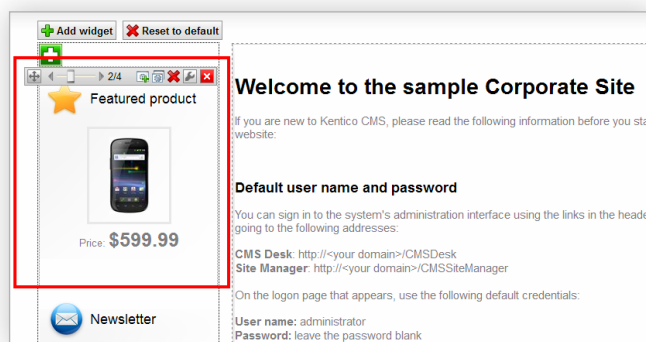 Add widget
Reset to default
2/4
Featured product
Price: $599.99
Newsletter
Welcome to the sample Corporate Site
If you are new to Kentico CMS, please read the following information before you sta
website:
Default user name and password
You can sign in to the system's administration interface using the links in the heade
going to the following addresses:
CMS Desk: http://<your domain>/CMSDesk
Site Manager: http://<your domain>/CMSSiteManager
On the logon page that appears, use the following default credentials:
User name: administrator
Password: leave the password blank